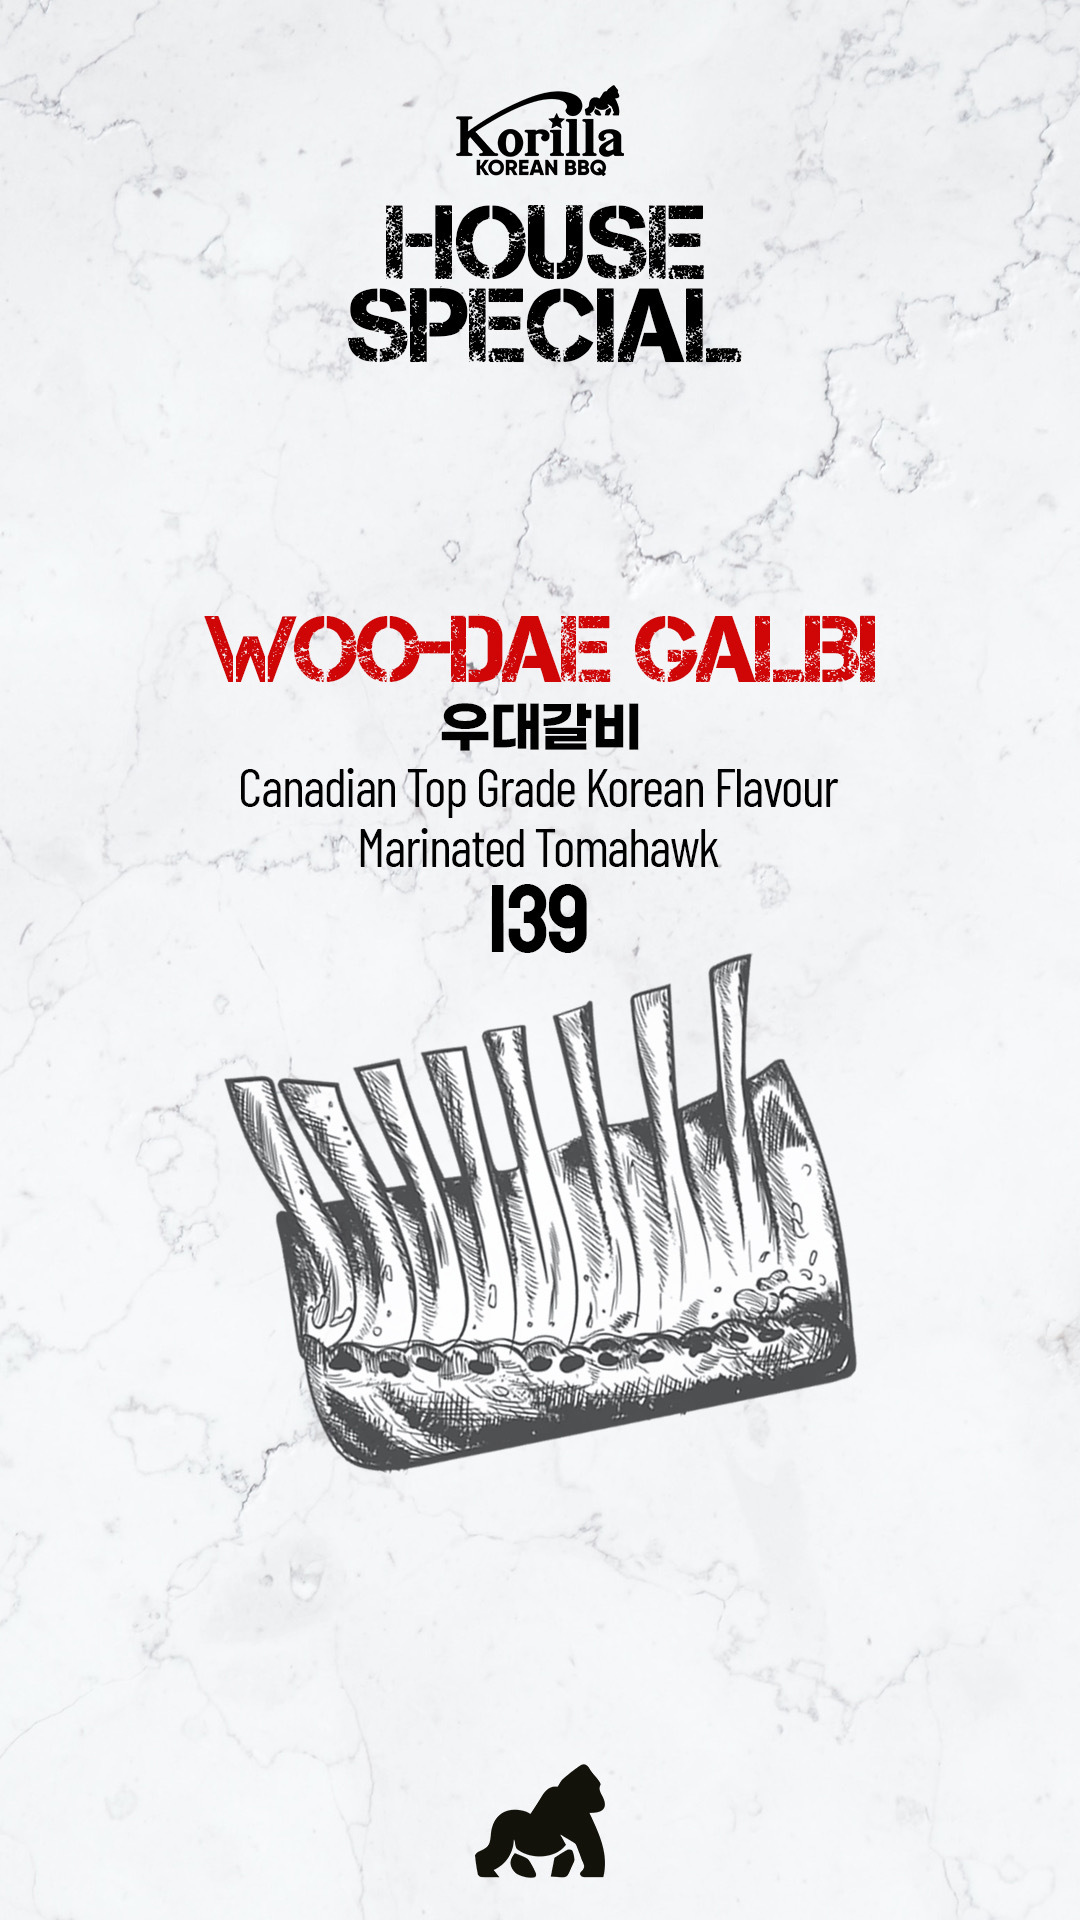 Korilla
KOREAN BBQ
HOUSE
SPECIAL
WOO-DAE GALBI
우대갈비
Canadian Top Grade Korean Flavour
Marinated Tomahawk
139